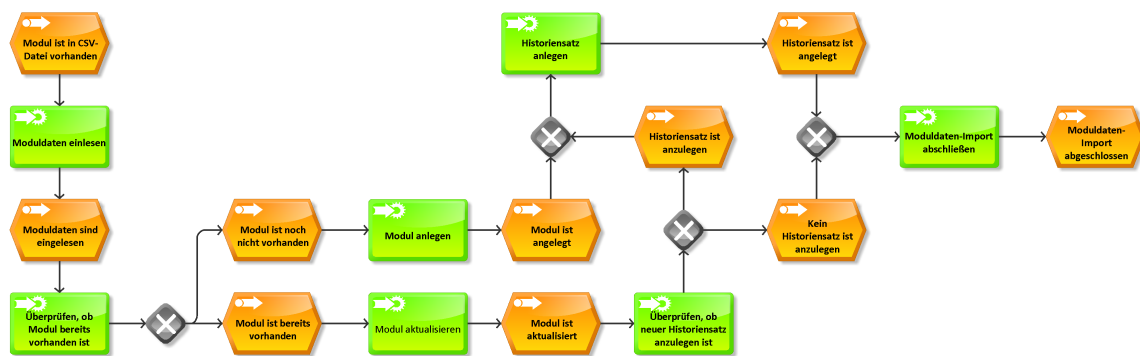 Modul ist in CSV-
Datei vorhanden
Moduldaten einlesen
Moduldaten sind
eingelesen
Überprüfen, ob
Modul bereits
vorhanden ist
Modul ist noch
nicht vorhanden
Modul anlegen
Modul ist
angelegt
Modul ist bereits
vorhanden
Modul aktualisieren
Modul ist
aktualisiert
Überprüfen, ob
neuer Historiensatz
anzulegen ist
Historiensatz ist
anzulegen
Kein
Historiensatz ist
anzulegen
Historiensatz
anlegen
Historiensatz ist
angelegt
Moduldaten-Import
abschließen
Moduldaten-
Import
abgeschlossen